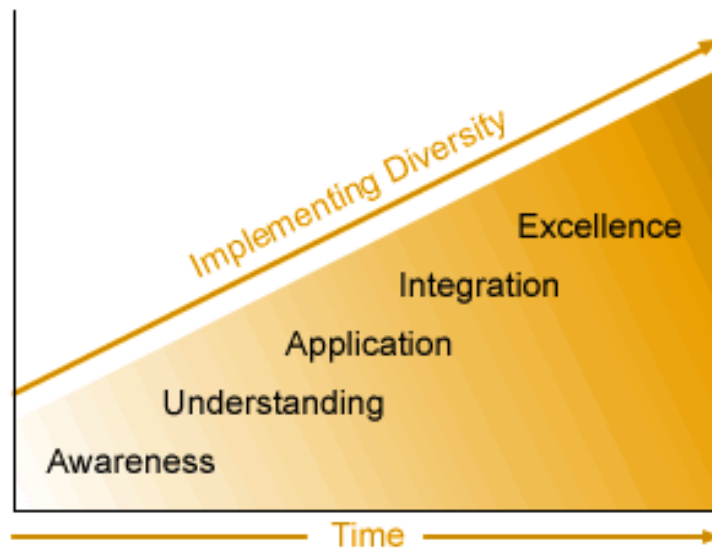 Implementing Diversity
Excellence
Integration
Application
Understanding
Awareness
Time